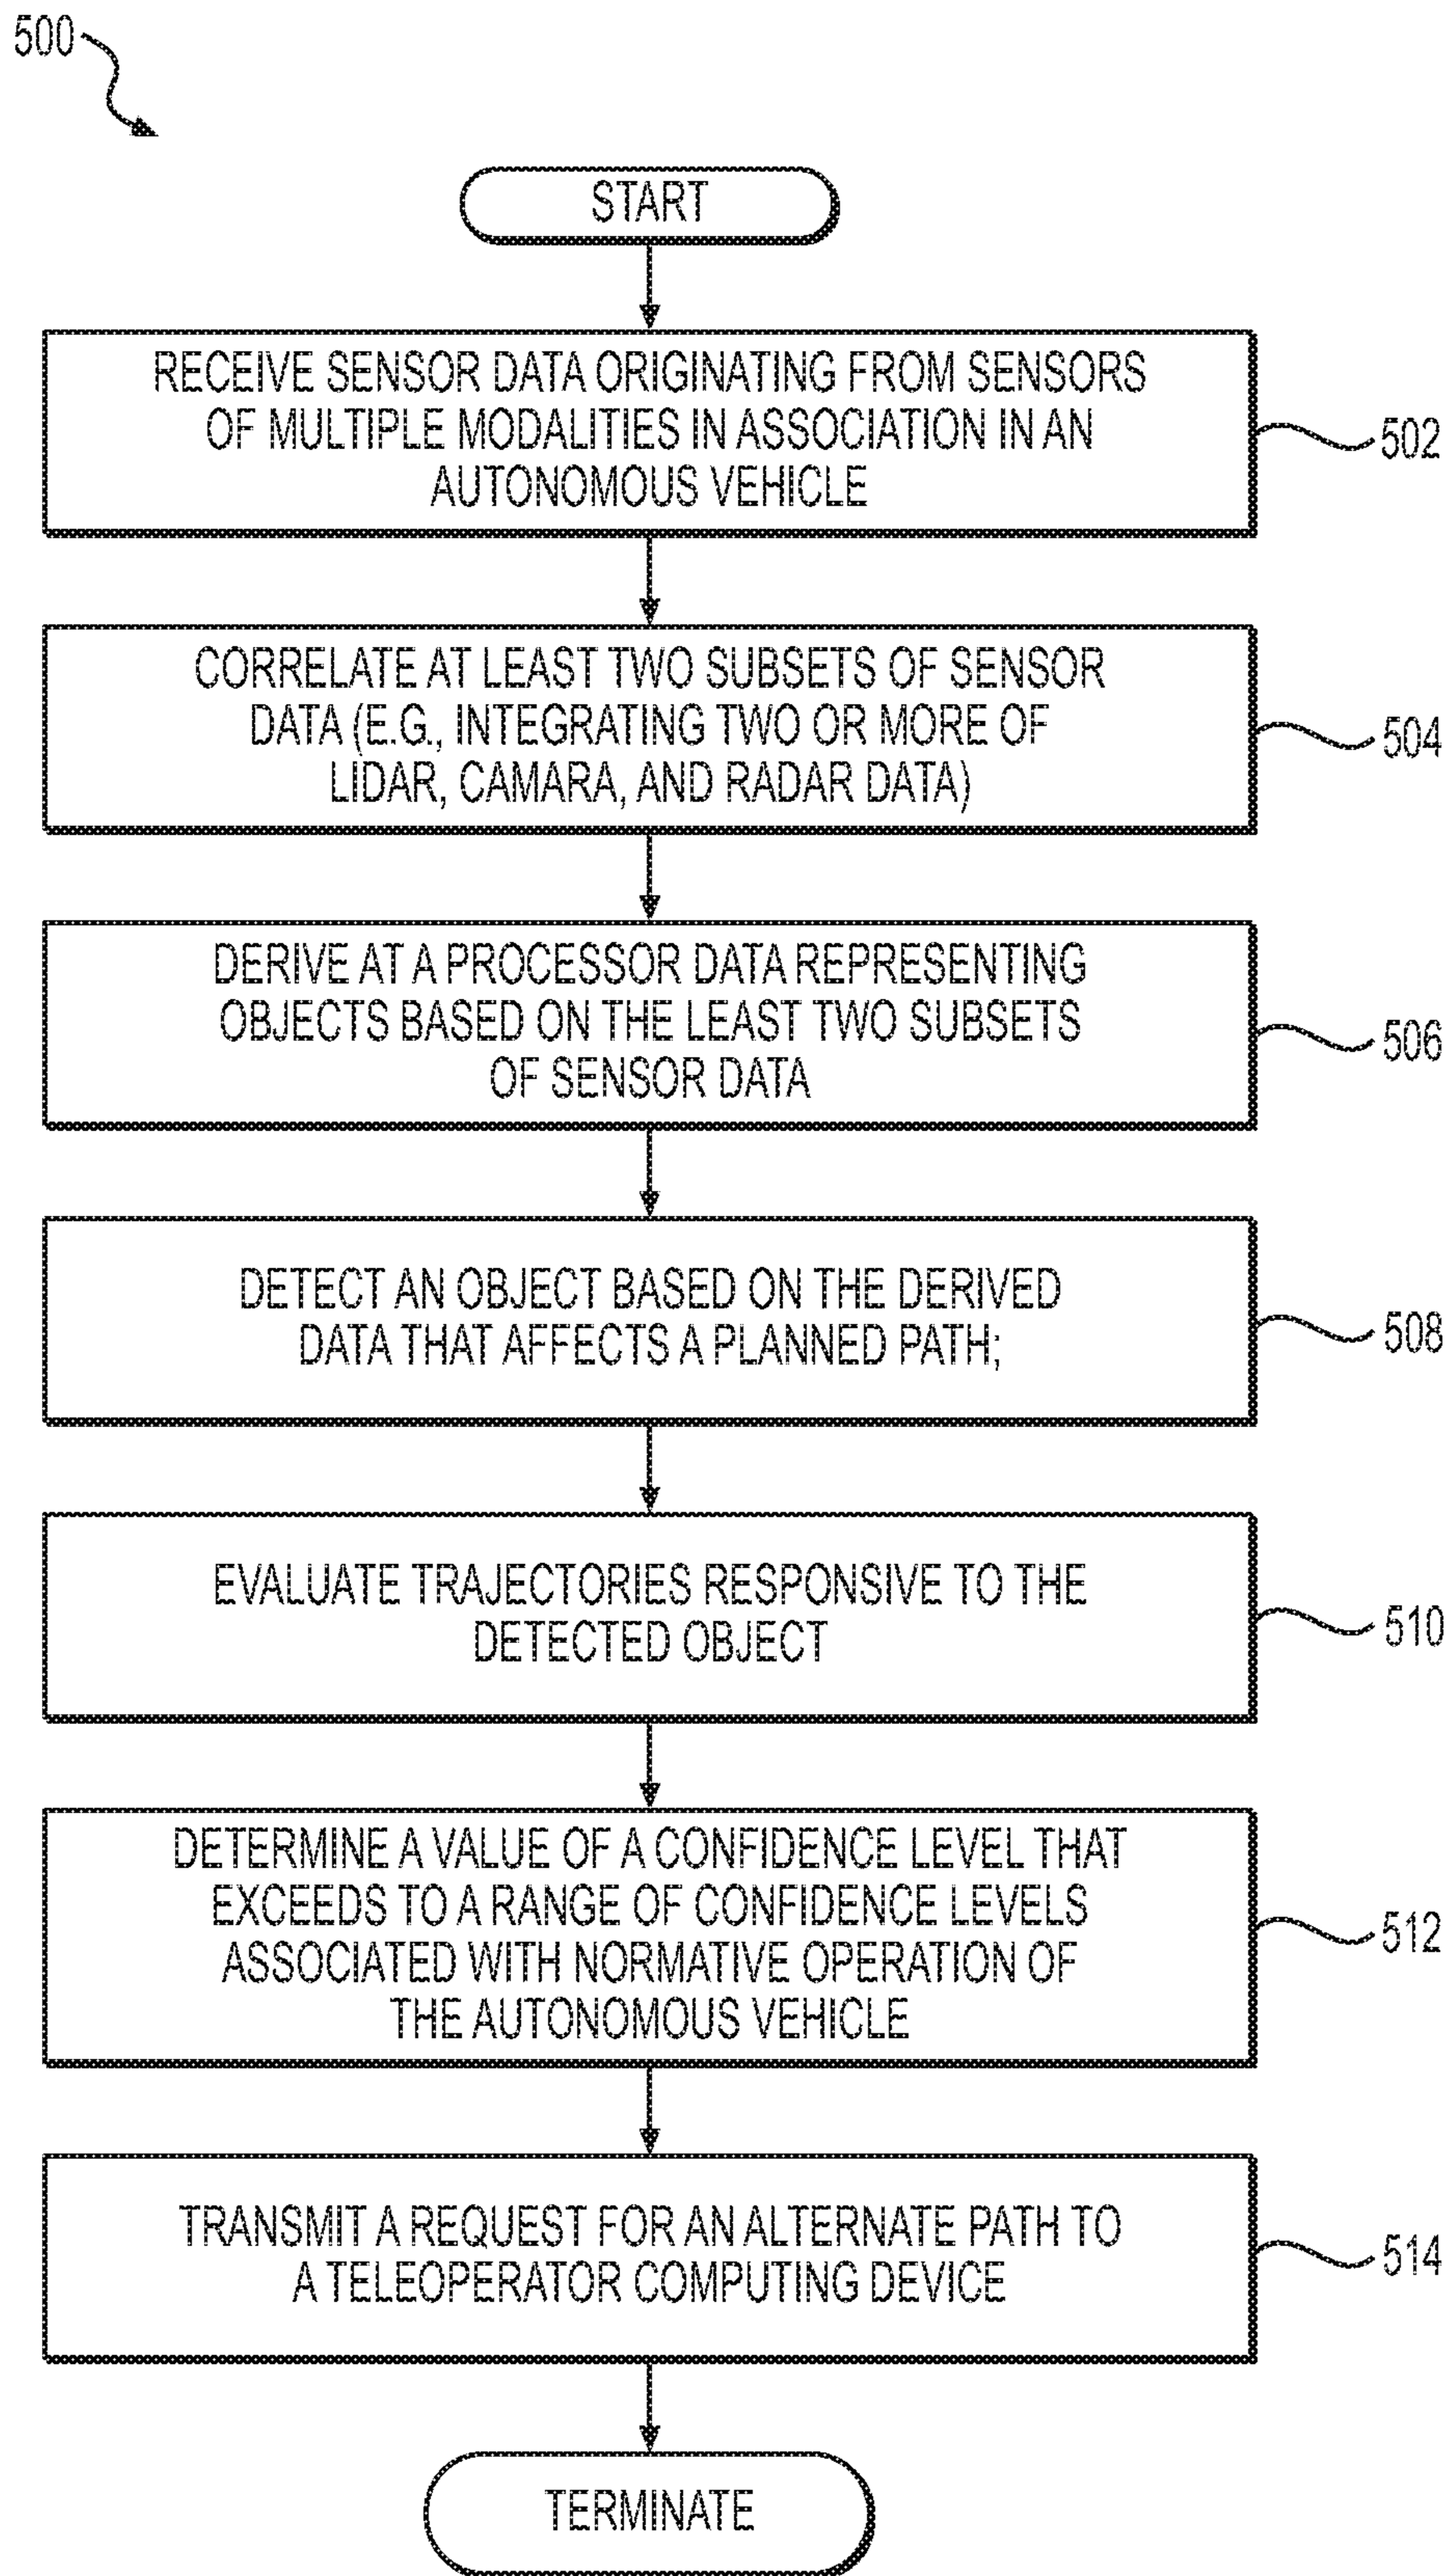 500
START
RECEIVE SENSOR DATA ORIGINATING FROM SENSORS
OF MULTIPLE MODALITIES IN ASSOCIATION IN AN
AUTONOMOUS VEHICLE
502
CORRELATE AT LEAST TWO SUBSETS OF SENSOR
DATA (E.G., INTEGRATING TWO OR MORE OF
LIDAR, CAMARA, AND RADAR DATA)
504
DERIVE AT A PROCESSOR DATA REPRESENTING
OBJECTS BASED ON THE LEAST TWO SUBSETS
OF SENSOR DATA
506
DETECT AN OBJECT BASED ON THE DERIVED
DATA THAT AFFECTS A PLANNED PATH;
508
EVALUATE TRAJECTORIES RESPONSIVE TO THE
DETECTED OBJECT
510
DETERMINE A VALUE OF A CONFIDENCE LEVEL THAT
EXCEEDS TO A RANGE OF CONFIDENCE LEVELS
ASSOCIATED WITH NORMATIVE OPERATION OF
THE AUTONOMOUS VEHICLE
512
TRANSMIT A REQUEST FOR AN ALTERNATE PATH TO
A TELEOPERATOR COMPUTING DEVICE
514
TERMINATE